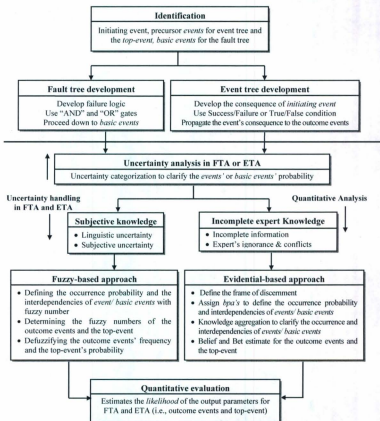 Identification
Initiating event, precursor events for event tree and
the top-event, basic events for the fault tree
Fault tree development
Develop failure logic
Use "AND" and "OR" gates
Proceed down to basic events
Event tree development
Develop the consequence of initiating event
Use Success/Failure or True/False condition
Propagate the event's consequence to the outcome events
Uncertainty analysis in FTA or ETA
Uncertainty categorization to clarify the events' or basic events' probability
Uncertainty handling
in FTA and ETA
Quantitative Analysis
Subjective knowledge
• Linguistic uncertainty
• Subjective uncertainty
Incomplete expert Knowledge
• Incomplete information
• Expert's ignorance & conflicts
Fuzzy-based approach
• Defining the occurrence probability and the
interdependencies of event/ basic events with
fuzzy number
• Determining the fuzzy numbers of the
outcome events and the top-event
• Defuzzifying the outcome events' frequency
and the top-event's probability
Evidential-based approach
• Define the frame of discernment
• Assign bpa's to define the occurrence probability
and interdependencies of events/ basic events
• Knowledge aggregation to clarify the occurrence and
interdependencies of events/ basic events
• Belief and Bet estimate for the outcome events and
the top-event
Quantitative evaluation
Estimates the likelihood of the output parameters for
FTA and ETA (i.e., outcome events and top-event)